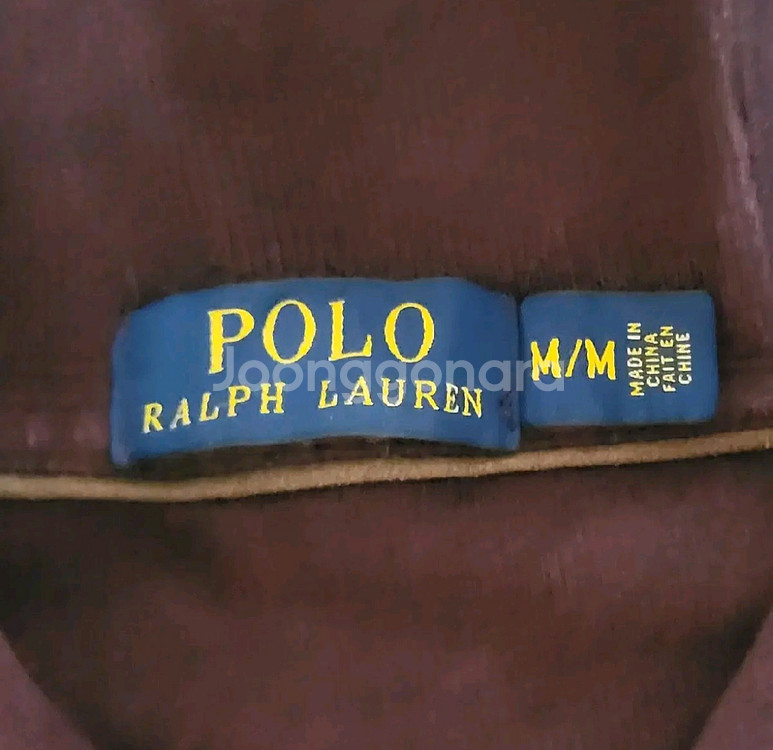 POLO
RALPH LAUREN
M/M
MADE IN
CHINA
FAIT EN
CHINE
Joonggonara